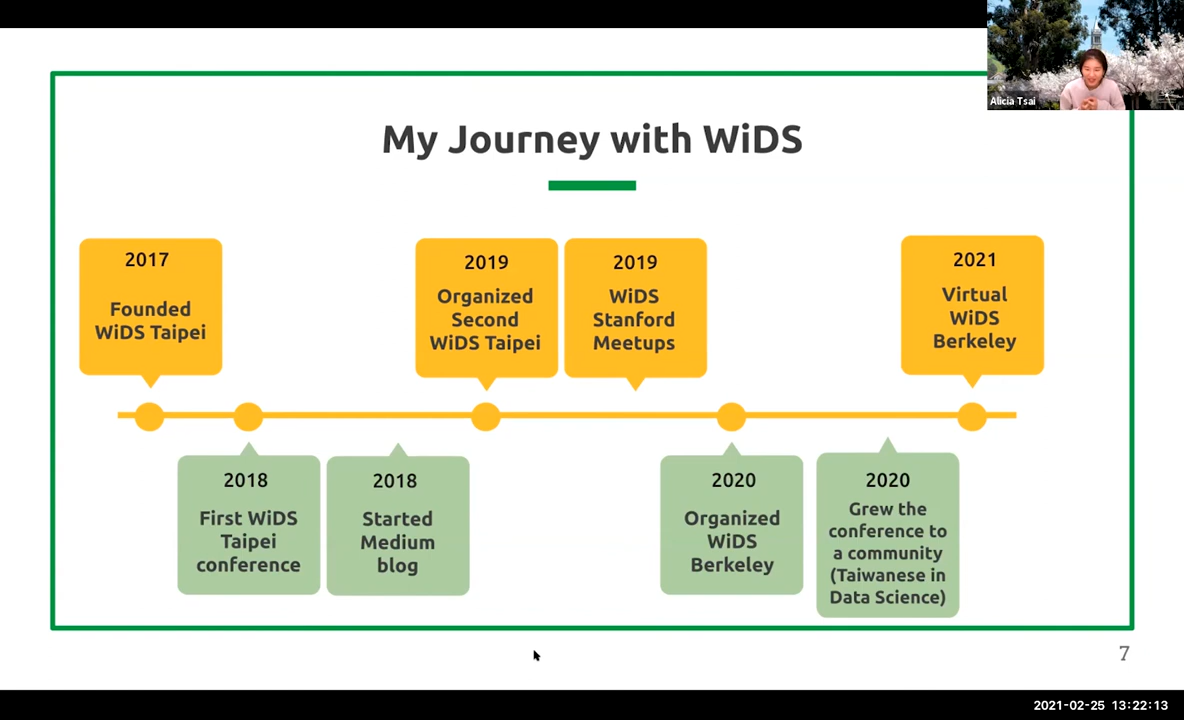 Alicia Tsai
My Journey with WiDS
2017
Founded
WiDS Taipei
2018
First WiDS
Taipei
conference
2018
Started
Medium
blog
2019
Organized
Second
WiDS Taipei
2019
WiDS
Stanford
Meetups
2020
Organized
WiDS
Berkeley
2020
Grew the
conference to
a community
(Taiwanese in
Data Science)
2021
Virtual
WiDS
Berkeley
7
2021-02-25 13:22:13